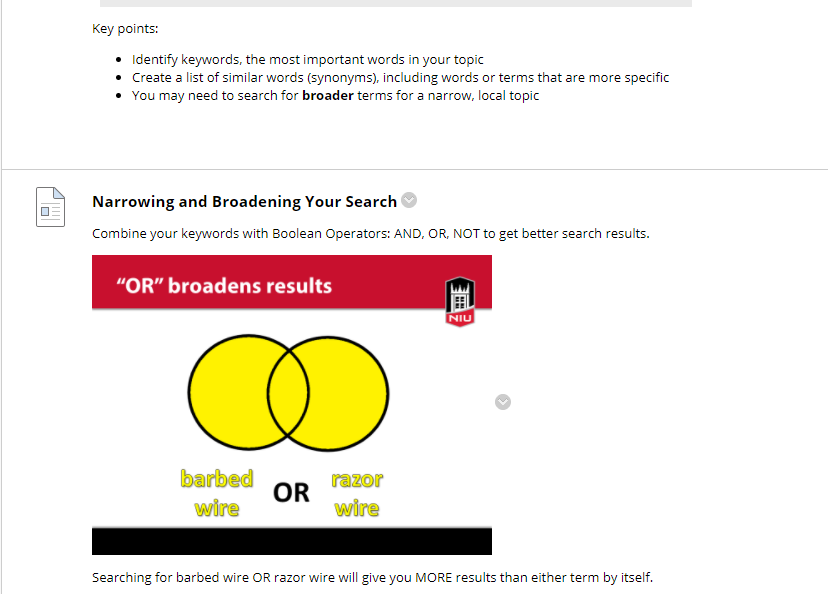 Key points:
Identify keywords, the most important words in your topic
Create a list of similar words (synonyms), including words or terms that are more specific
You may need to search for broader terms for a narrow, local topic
Narrowing and Broadening Your Search
Combine your keywords with Boolean Operators: AND, OR, NOT to get better search results.
“OR” broadens results
NIU
barbed wire OR razor wire
Searching for barbed wire OR razor wire will give you MORE results than either term by itself.